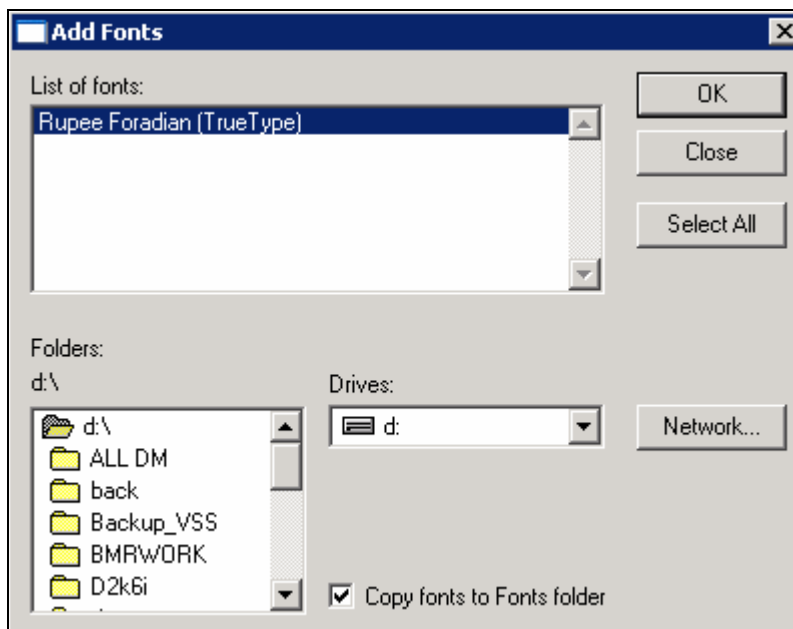 Add Fonts
List of fonts:
Rupee Foradian (TrueType)
OK
Close
Select All
Folders:
d:\
Drives:
d:\
ALL DM
back
Backup_VSS
BMRWORK
D2k6i
d:
Network...
Copy fonts to Fonts folder